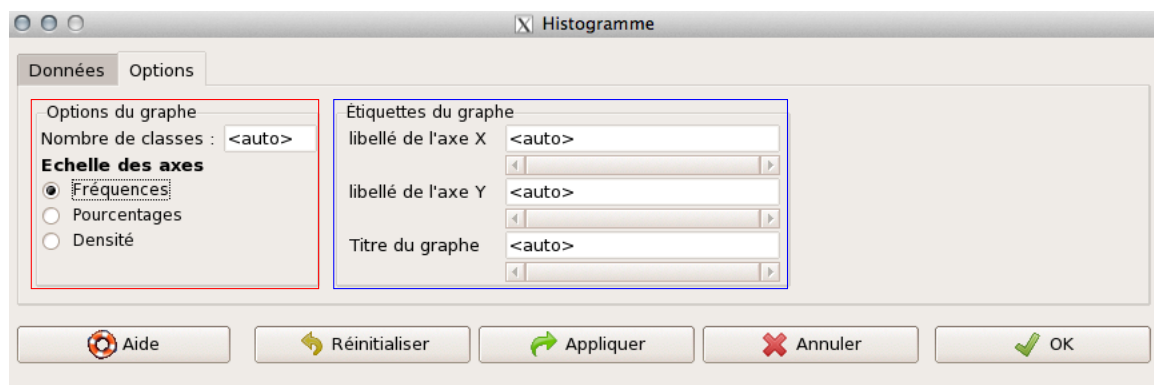 Histogramme
Données Options
Options du graphe
Nombre de classes : <auto>
Echelle des axes
Fréquences
Pourcentages
Densité
Étiquettes du graphe
libellé de l'axe X <auto>
libellé de l'axe Y <auto>
Titre du graphe <auto>
Aide Réinitialiser Appliquer Annuler OK